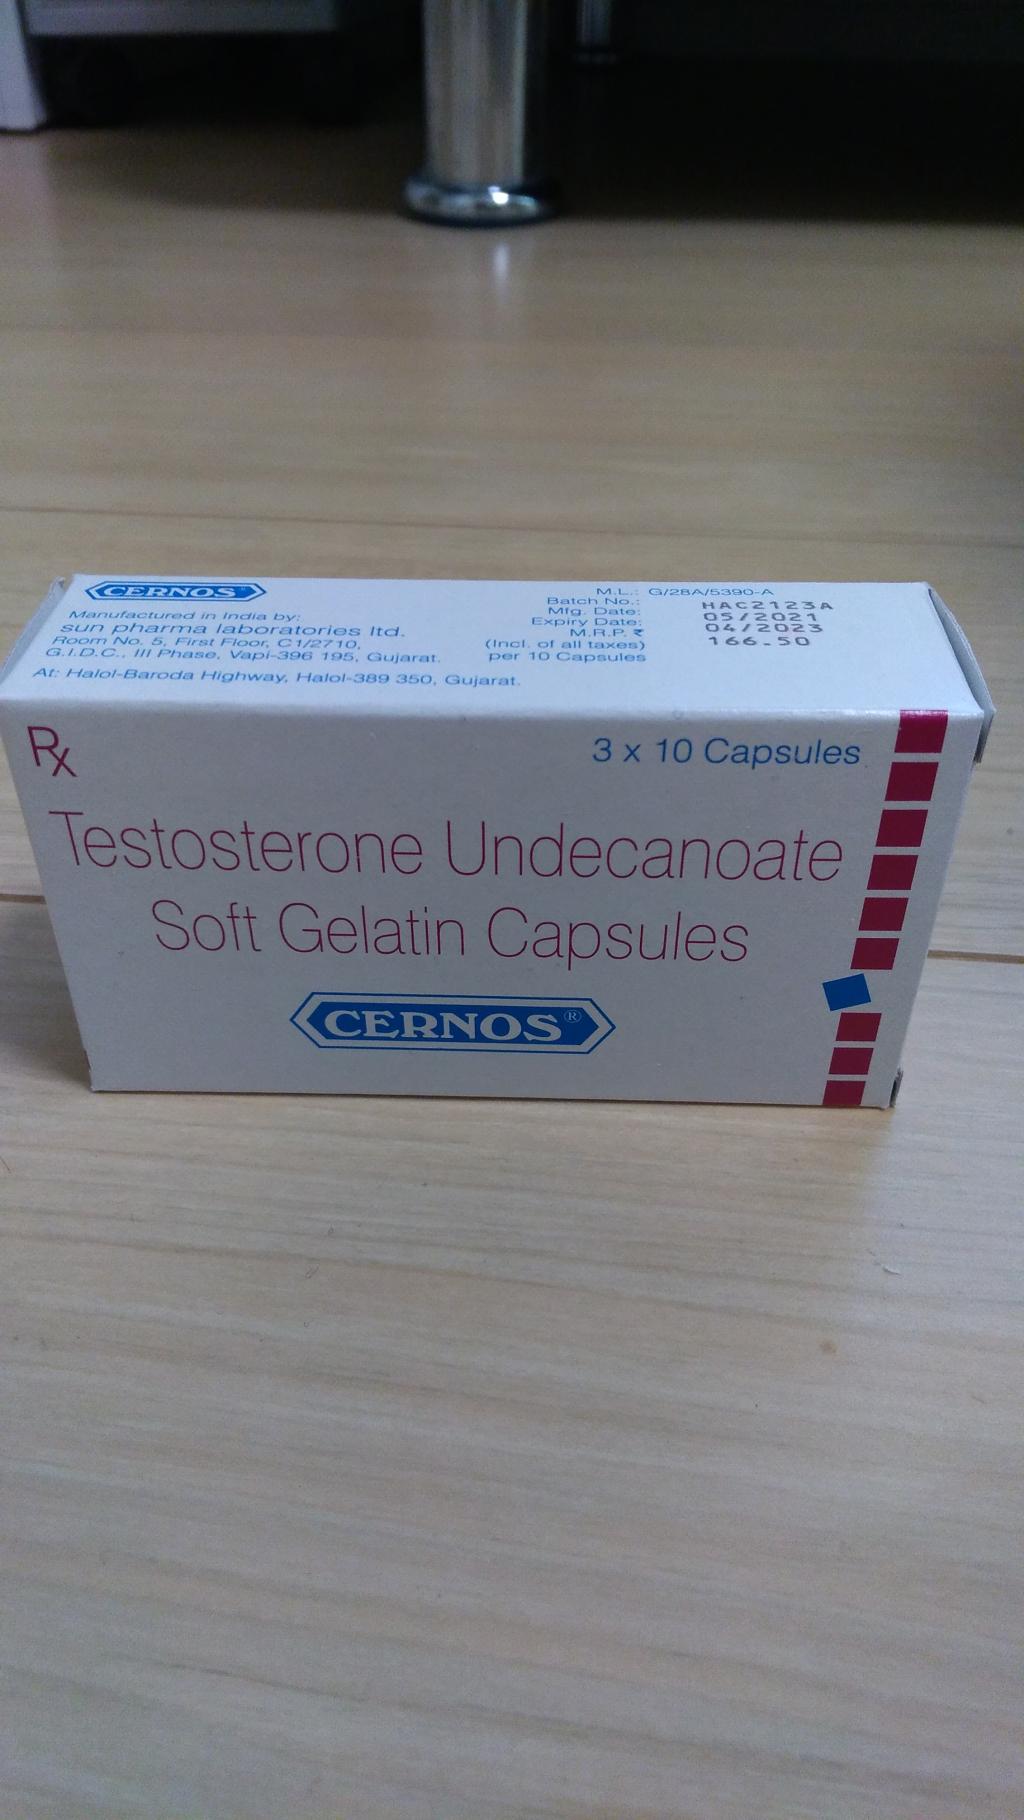 CERNOS®
Manufactured in India by:
sun pharma laboratories ltd.
Room No. 5, First Floor, C1/2710,
G.I.D.C., III Phase, Vapi-396 195, Gujarat.
At: Halol-Baroda Highway, Halol-389 350, Gujarat.
M.L.: G/28A/5390-A
Batch No.: HAC2123A
Mfg. Date: 05/2021
Expiry Date: 04/2023
M.R.P. ₹ 166.50
(Incl. of all taxes)
per 10 Capsules
Rx
3 x 10 Capsules
Testosterone Undecanoate
Soft Gelatin Capsules
CERNOS®